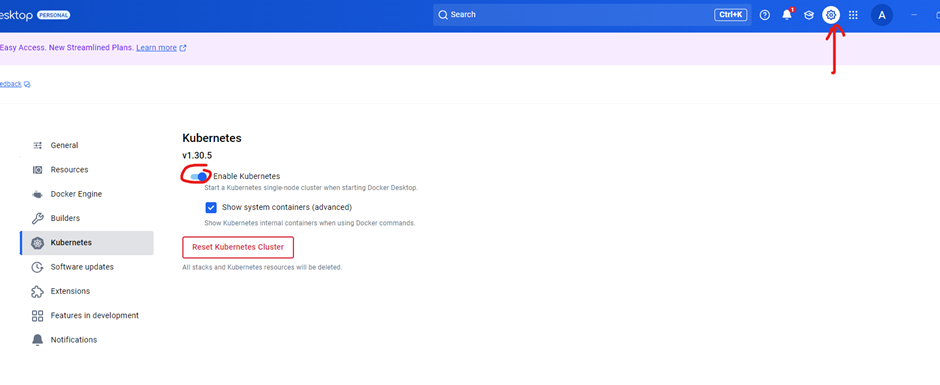 esktop PERSONAL Search Ctrl+K 1 A
Easy Access. New Streamlined Plans. Learn more
edback
Kubernetes
v1.30.5
Enable Kubernetes
Start a Kubernetes single-node cluster when starting Docker Desktop.
Show system containers (advanced)
Show Kubernetes internal containers when using Docker commands.
Reset Kubernetes Cluster
All stacks and Kubernetes resources will be deleted.
General
Resources
Docker Engine
Builders
Kubernetes
Software updates
Extensions
Features in development
Notifications